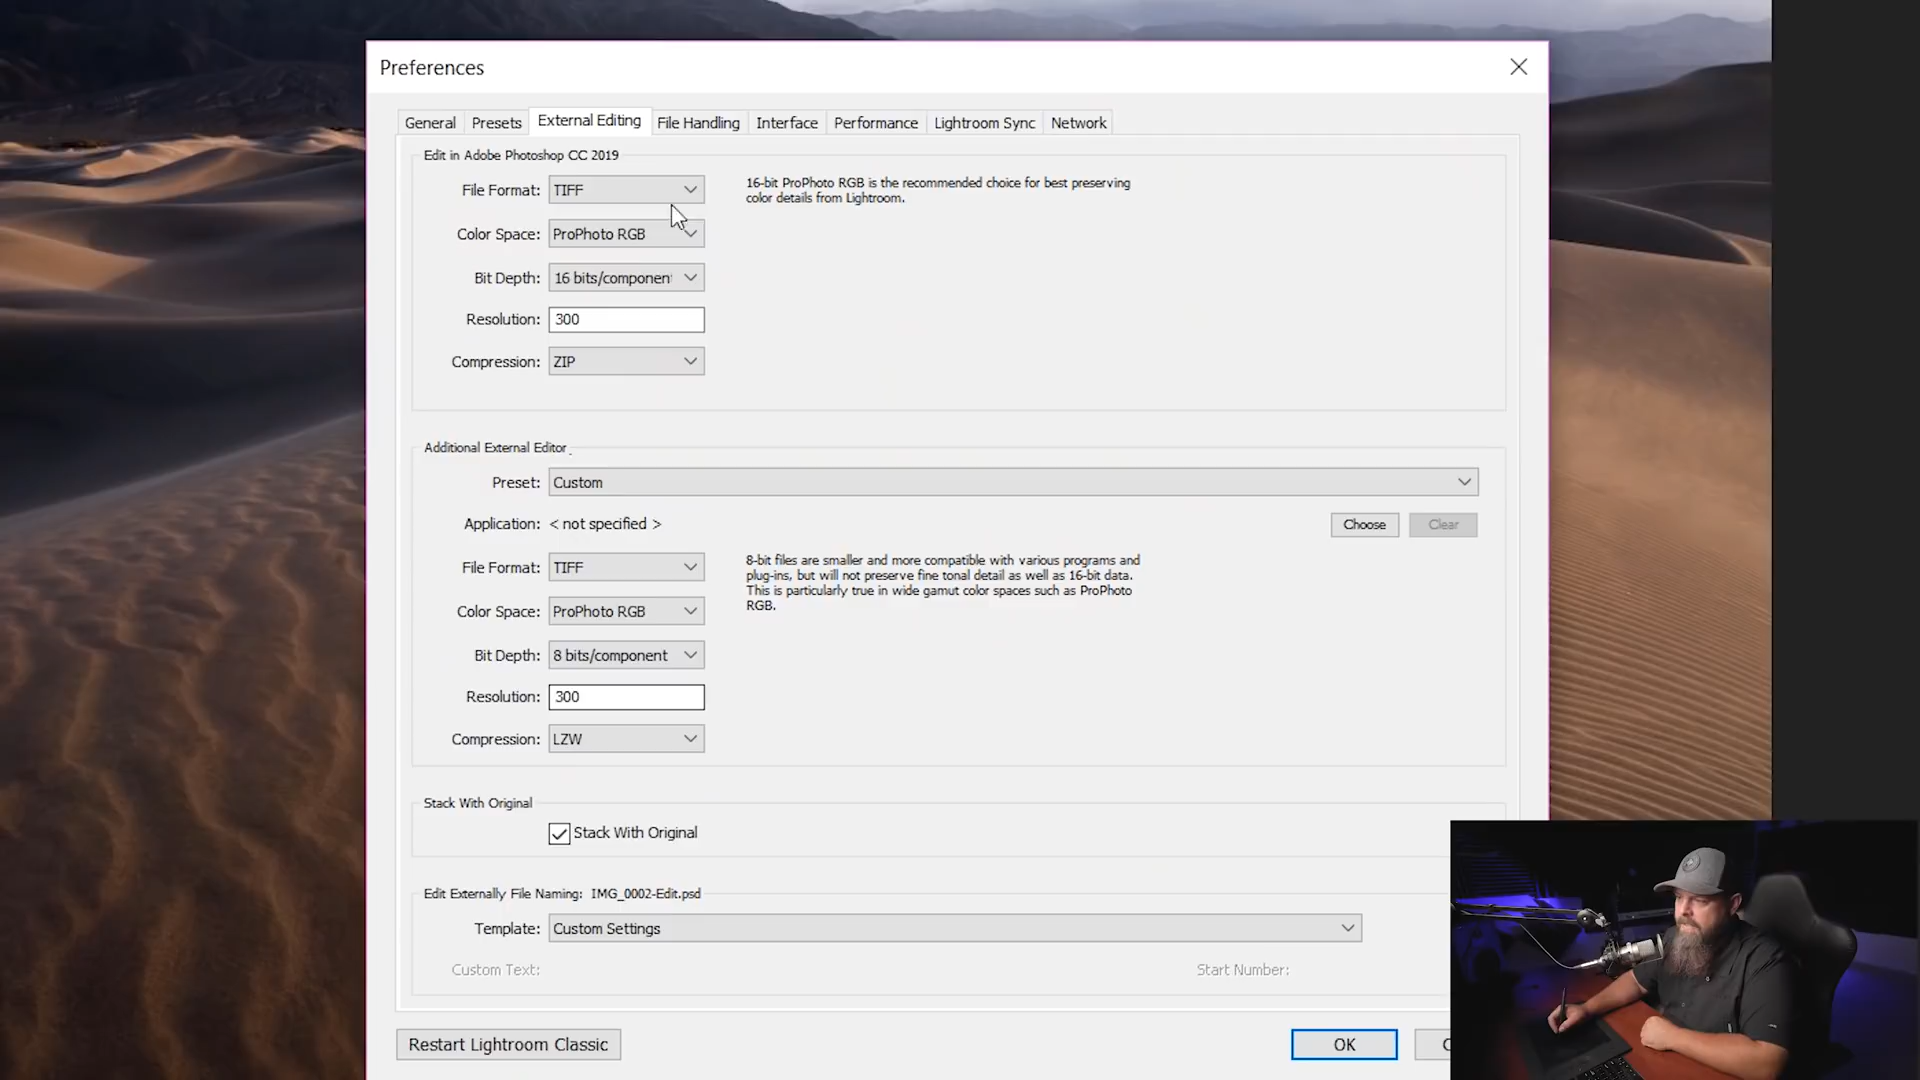 Preferences
General Presets External Editing File Handling Interface Performance Lightroom Sync Network
Edit in Adobe Photoshop CC 2019
File Format: TIFF
16-bit ProPhoto RGB is the recommended choice for best preserving
color details from Lightroom.
Color Space: ProPhoto RGB
Bit Depth: 16 bits/component
Resolution: 300
Compression: ZIP
Additional External Editor
Preset: Custom
Application: < not specified > Choose Clear
File Format: TIFF
8-bit files are smaller and more compatible with various programs and
plug-ins, but will not preserve fine tonal detail as well as 16-bit data.
This is particularly true in wide gamut color spaces such as ProPhoto
RGB.
Color Space: ProPhoto RGB
Bit Depth: 8 bits/component
Resolution: 300
Compression: LZW
Stack With Original
Stack With Original
Edit Externally File Naming: IMG_0002-Edit.psd
Template: Custom Settings
Custom Text: Start Number:
Restart Lightroom Classic OK